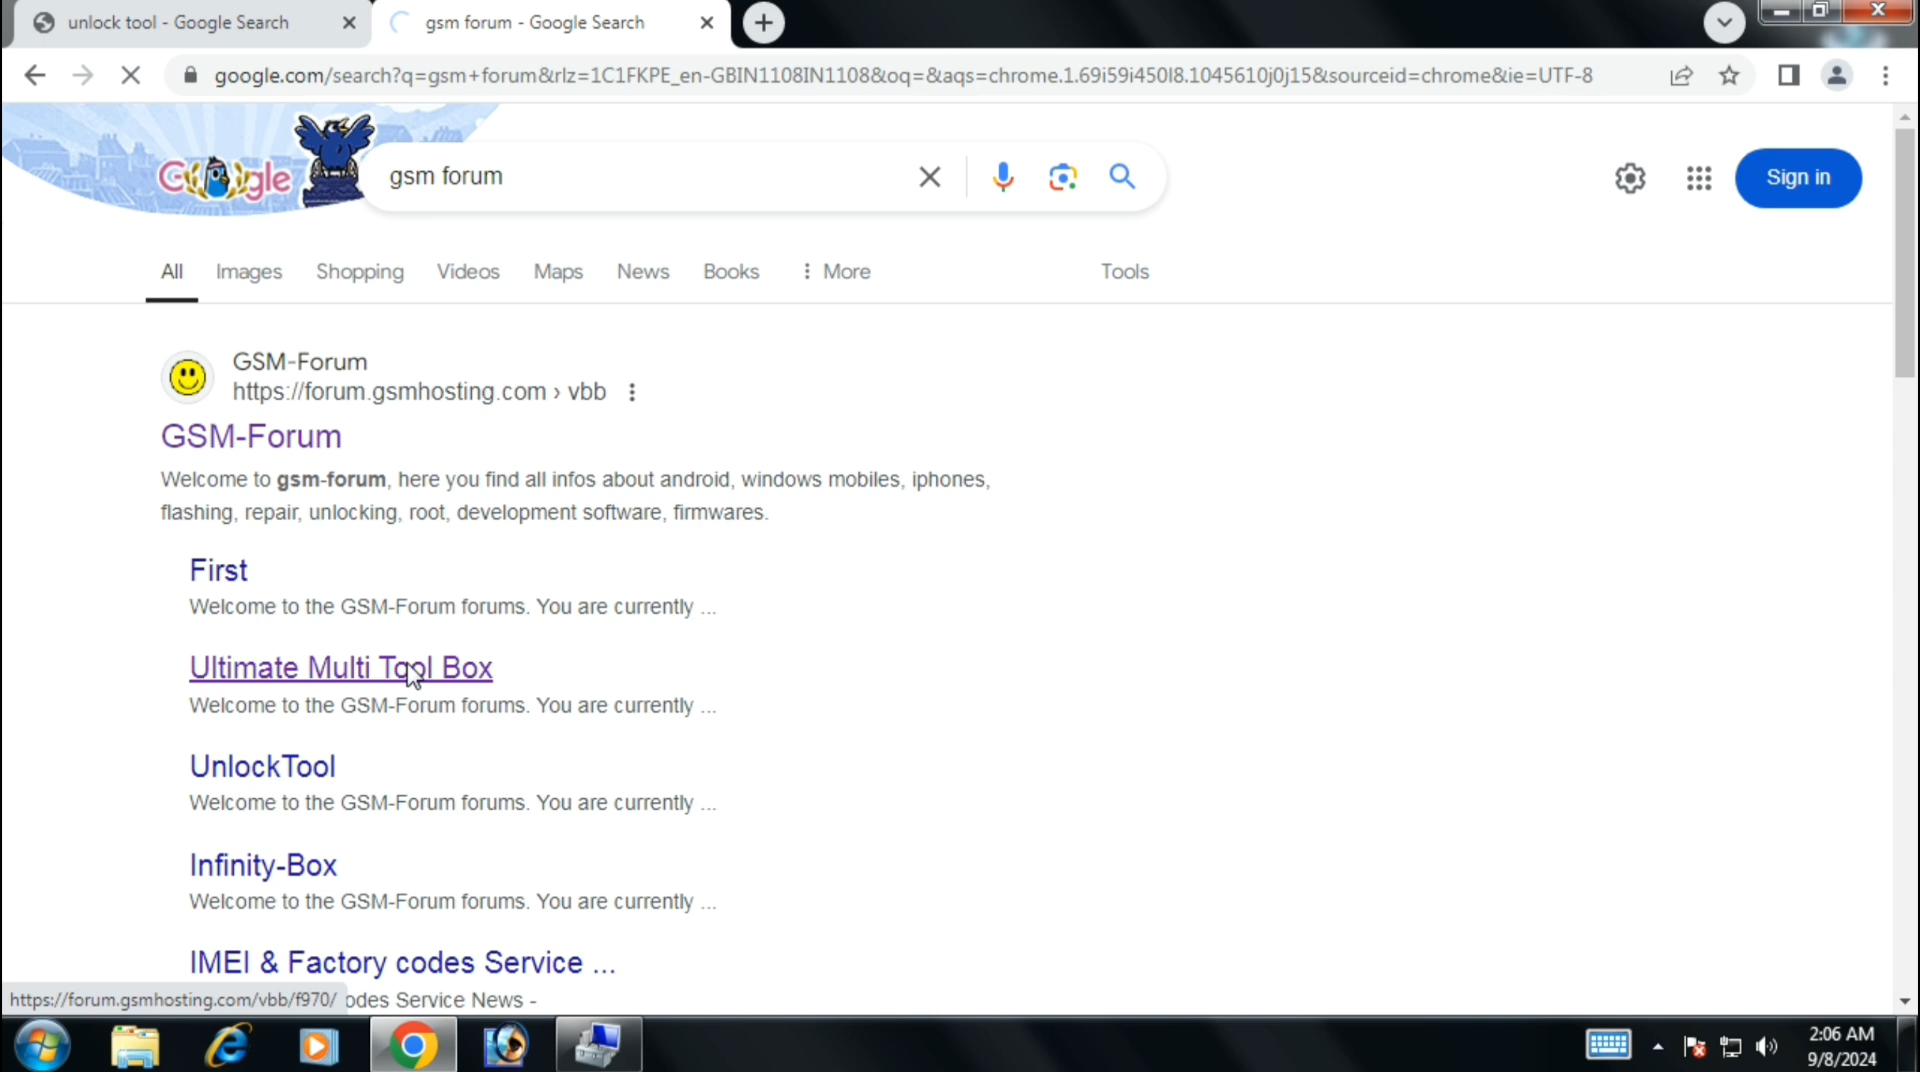 unlock tool - Google Search
gsm forum - Google Search
google.com/search?q=gsm+forum&rlz=1C1FKPE_en-GBIN1108IN1108&oq=&aqs=chrome.1.69i59i450l8.1045610j0j15&sourceid=chrome&ie=UTF-8
Google
gsm forum
Sign in
All Images Shopping Videos Maps News Books More Tools
GSM-Forum
https://forum.gsmhosting.com › vbb
GSM-Forum
Welcome to gsm-forum, here you find all infos about android, windows mobiles, iphones,
flashing, repair, unlocking, root, development software, firmwares.
First
Welcome to the GSM-Forum forums. You are currently ...
Ultimate Multi Tool Box
Welcome to the GSM-Forum forums. You are currently ...
UnlockTool
Welcome to the GSM-Forum forums. You are currently ...
Infinity-Box
Welcome to the GSM-Forum forums. You are currently ...
IMEI & Factory codes Service ...
https://forum.gsmhosting.com/vbb/f970/ odes Service News -
2:06 AM
9/8/2024